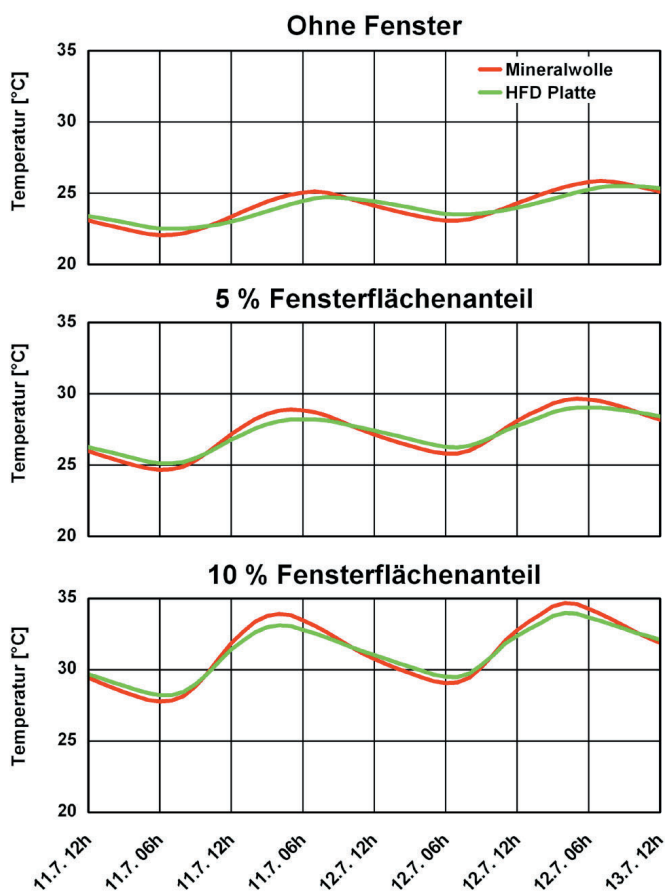 Ohne Fenster
Temperatur [°C]
35
30
25
20
Mineralwolle
HFD Platte
5 % Fensterflächenanteil
Temperatur [°C]
35
30
25
20
10 % Fensterflächenanteil
Temperatur [°C]
35
30
25
20
11.7. 12h
11.7. 06h
11.7. 12h
11.7. 06h
12.7. 12h
12.7. 06h
12.7. 12h
12.7. 06h
13.7. 12h